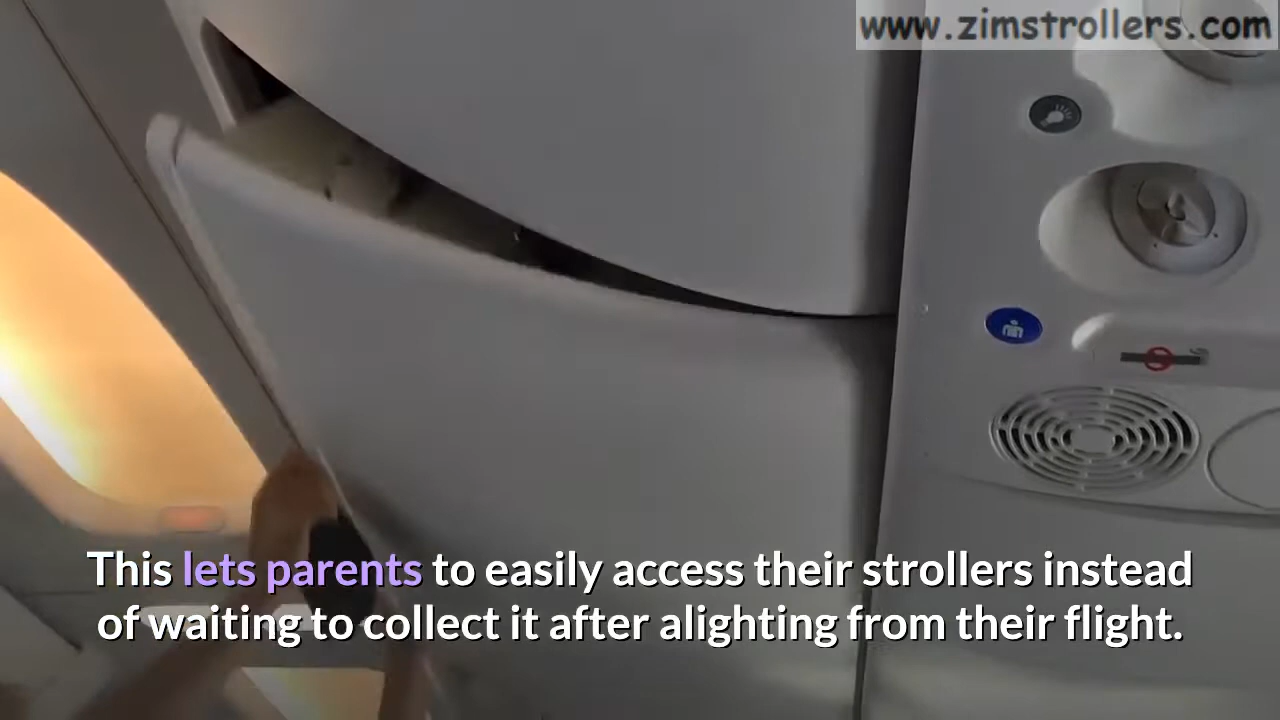 www.zimstrollers.com
This lets parents to easily access their strollers instead
of waiting to collect it after alighting from their flight.